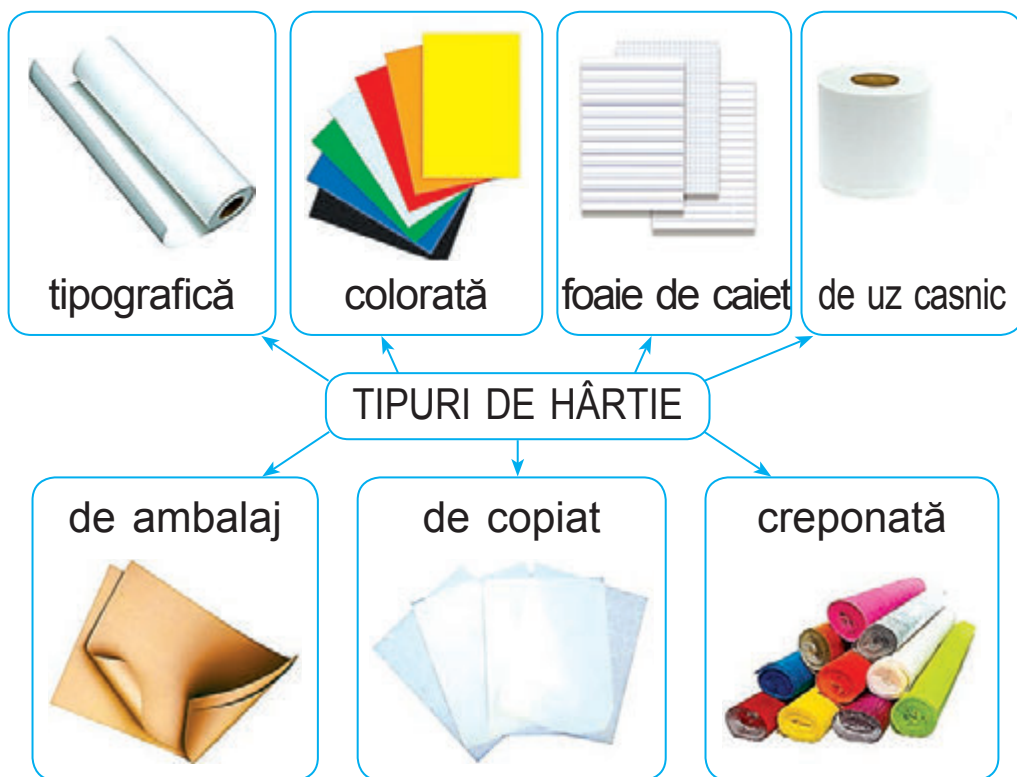 tipografică
colorată
foaie de caiet
de uz casnic
TIPURI DE HÂRTIE
de ambalaj
de copiat
creponată